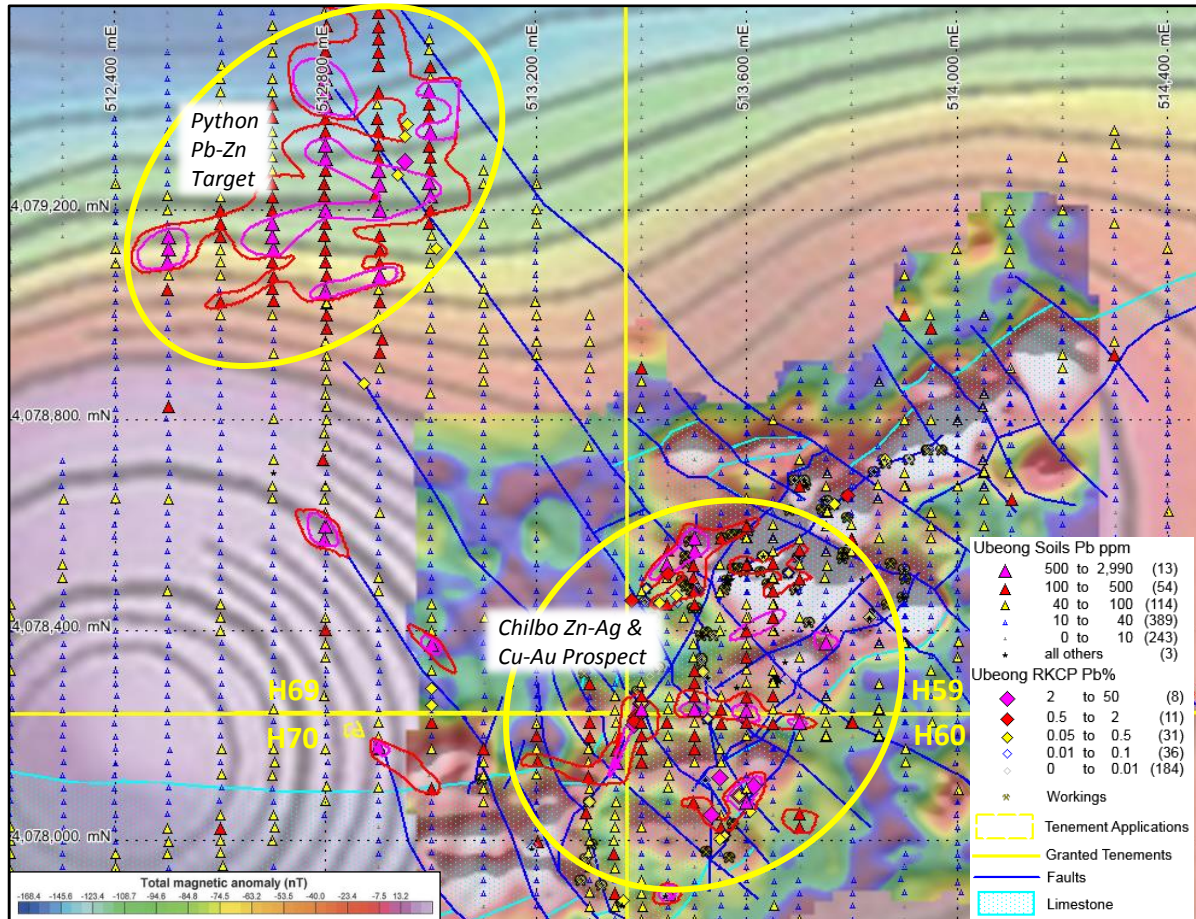 512,400 mE
512,800 mE
513,200 mE
513,600 mE
514,000 mE
514,400 mE
Python
Pb-Zn
Target
4,079,200 mN
4,078,800 mN
4,078,400 mN
4,078,000 mN
Chilbo Zn-Ag &
Cu-Au Prospect
H69
H70
H59
H60
Ubeong Soils Pb ppm
500 to 2,990 (13)
100 to 500 (54)
40 to 100 (114)
10 to 40 (389)
0 to 10 (243)
all others (3)
Ubeong RKCP Pb%
2 to 50 (8)
0.5 to 2 (11)
0.05 to 0.5 (31)
0.01 to 0.1 (36)
0 to 0.01 (184)
Workings
Tenement Applications
Granted Tenements
Faults
Limestone
Total magnetic anomaly (nT)
-168.4 -145.6 -123.4 -108.7 -94.6 -84.8 -74.5 -63.2 -53.5 -40.0 -23.4 -7.5 13.2